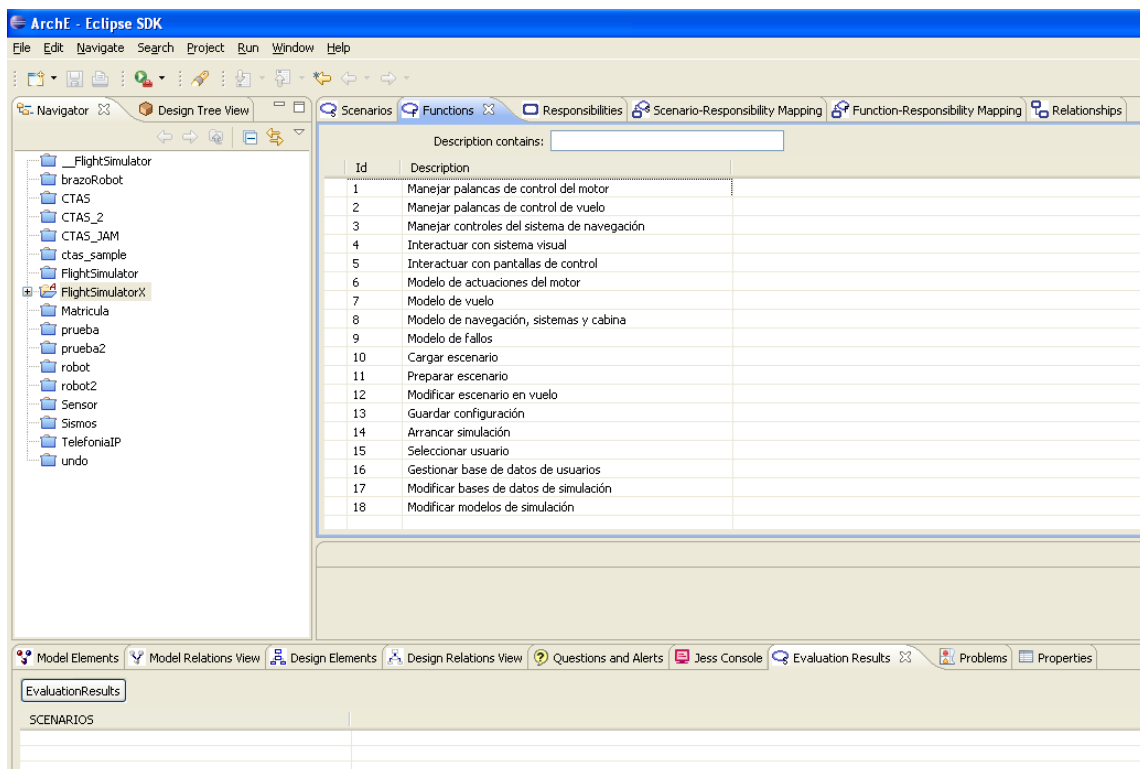 ArchE - Eclipse SDK
File Edit Navigate Search Project Run Window Help
Navigator Design Tree View
Scenarios Functions Responsibilities Scenario-Responsibility Mapping Function-Responsibility Mapping Relationships
Description contains:
__FlightSimulator
brazoRobot
CTAS
CTAS_2
CTAS_JAM
ctas_sample
FlightSimulator
FlightSimulatorX
Matricula
prueba
prueba2
robot
robot2
Sensor
Sismos
TelefoniaIP
undo
Id Description
1 Manejar palancas de control del motor
2 Manejar palancas de control de vuelo
3 Manejar controles del sistema de navegación
4 Interactuar con sistema visual
5 Interactuar con pantallas de control
6 Modelo de actuaciones del motor
7 Modelo de vuelo
8 Modelo de navegación, sistemas y cabina
9 Modelo de fallos
10 Cargar escenario
11 Preparar escenario
12 Modificar escenario en vuelo
13 Guardar configuración
14 Arrancar simulación
15 Seleccionar usuario
16 Gestionar base de datos de usuarios
17 Modificar bases de datos de simulación
18 Modificar modelos de simulación
Model Elements Model Relations View Design Elements Design Relations View Questions and Alerts Jess Console Evaluation Results Problems Properties
EvaluationResults
SCENARIOS